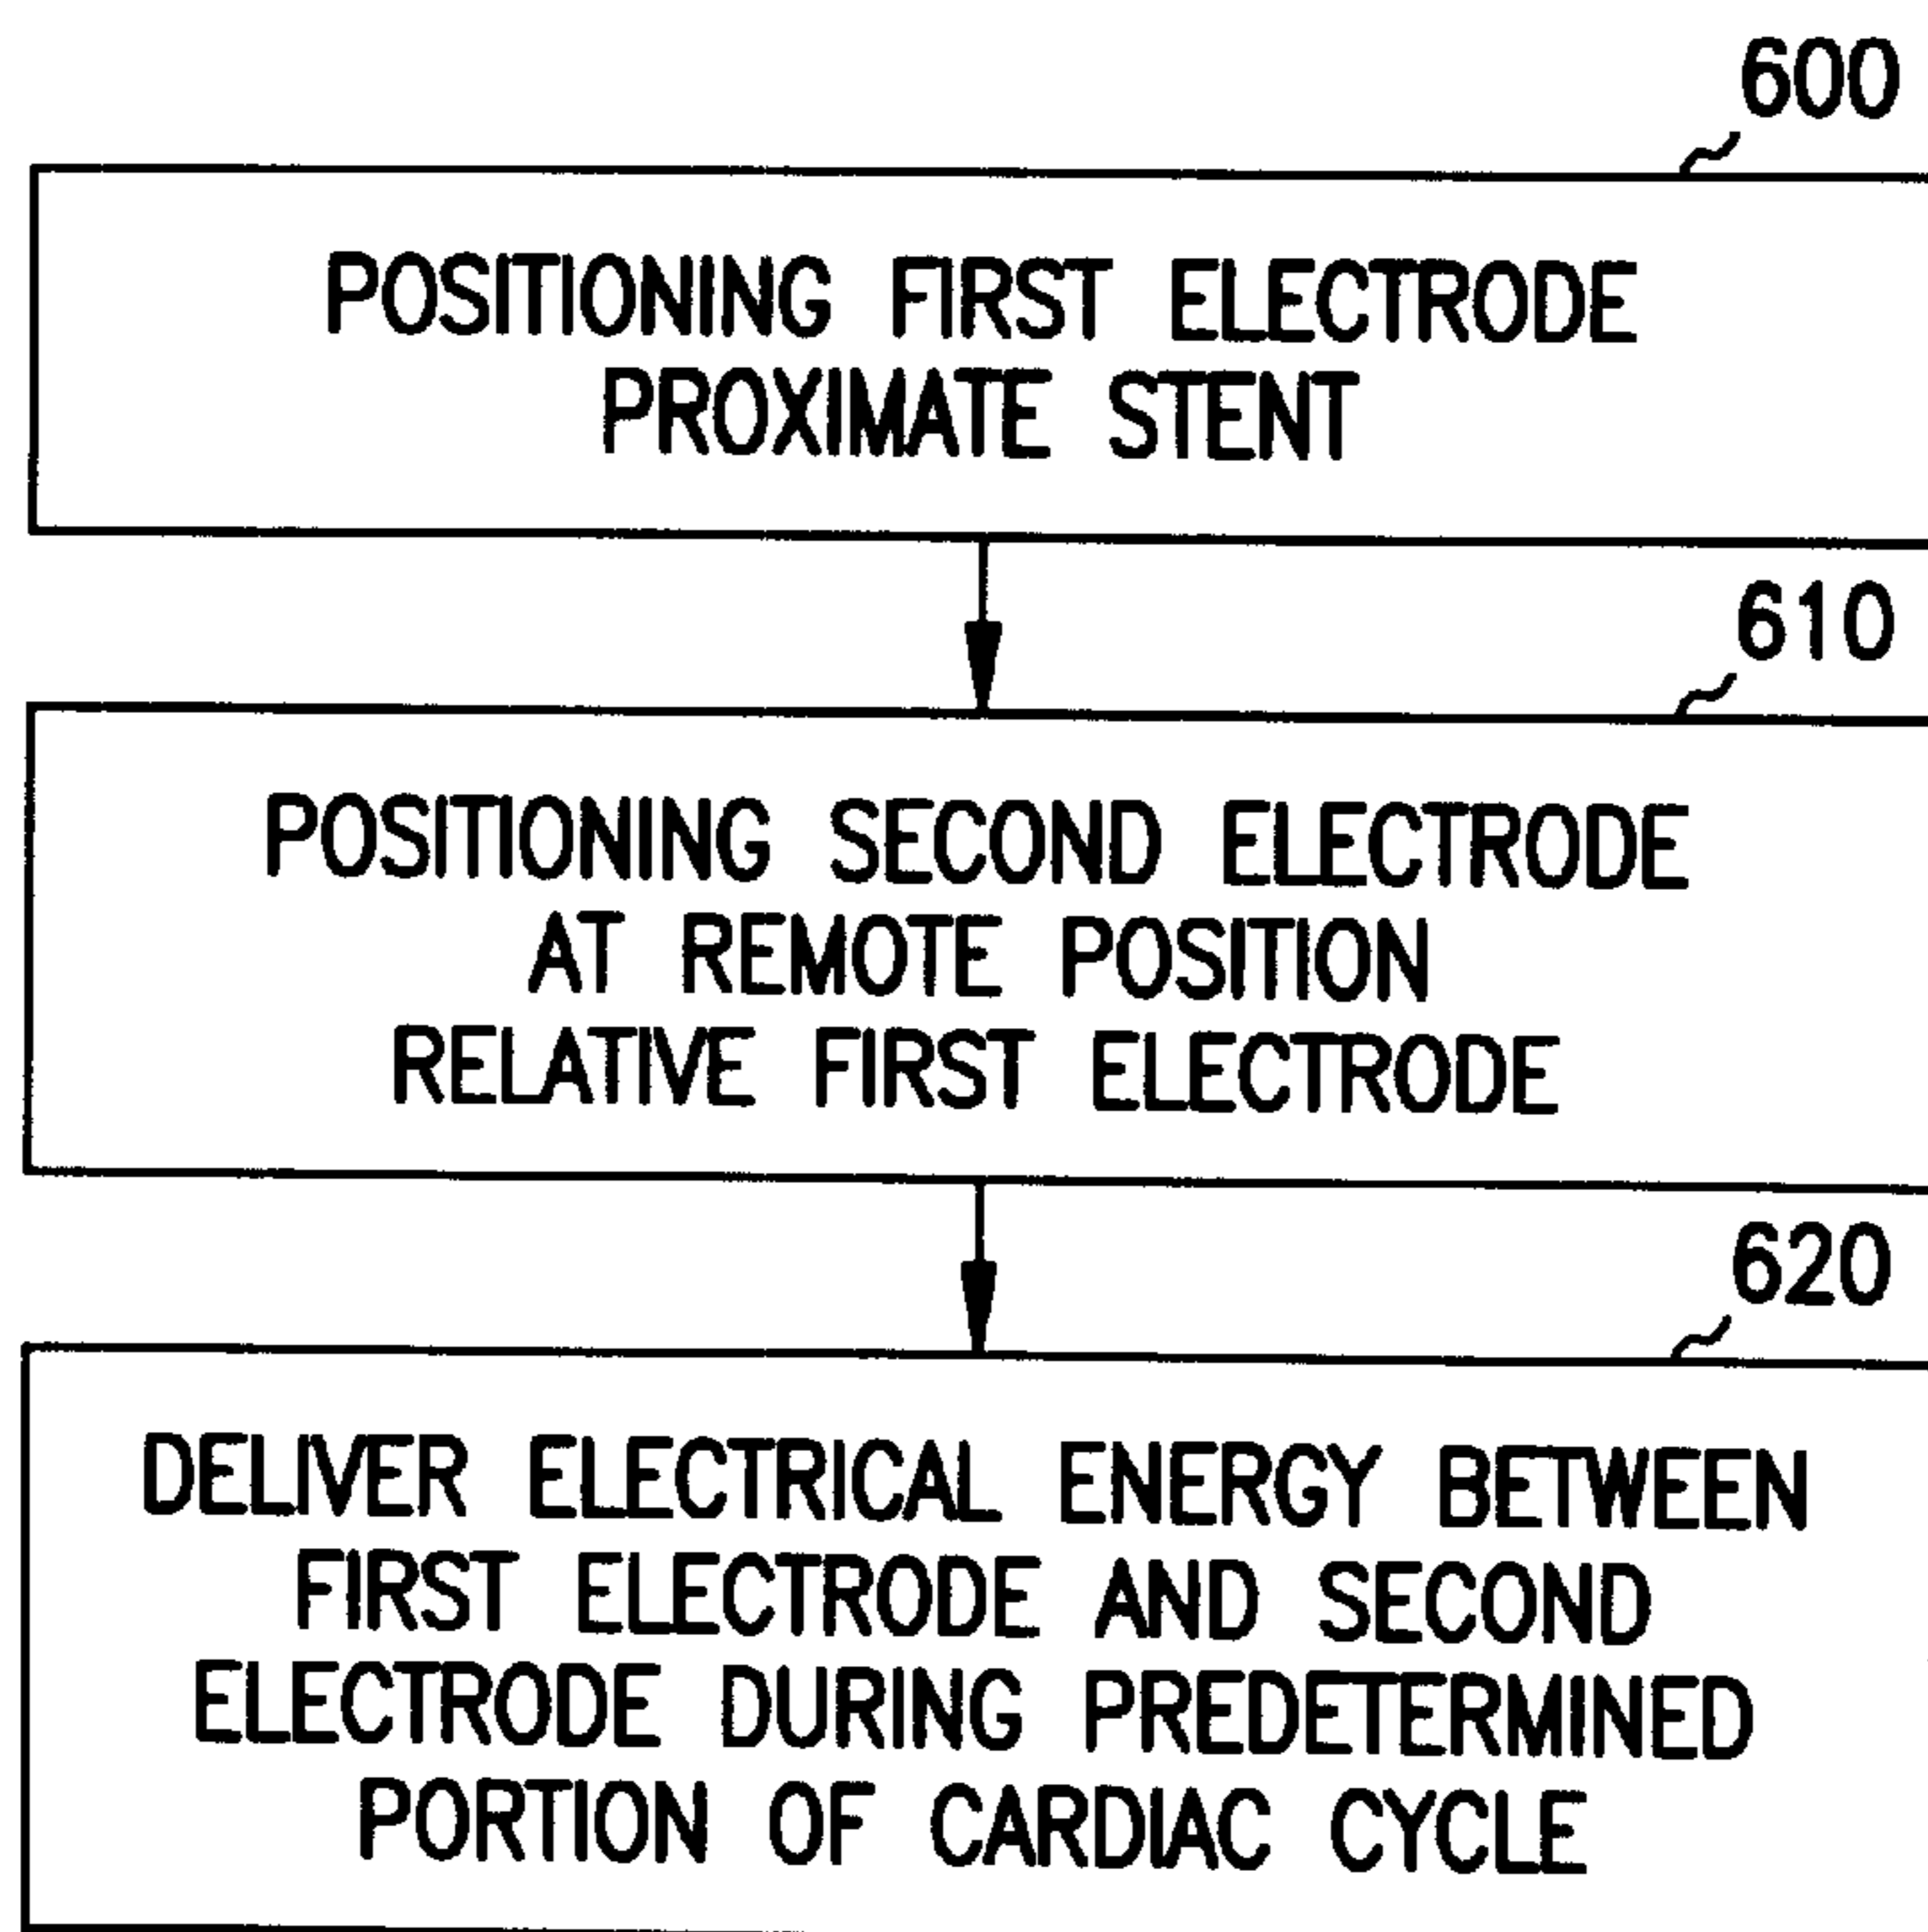 600
POSITIONING FIRST ELECTRODE
PROXIMATE STENT
610
POSITIONING SECOND ELECTRODE
AT REMOTE POSITION
RELATIVE FIRST ELECTRODE
620
DELIVER ELECTRICAL ENERGY BETWEEN
FIRST ELECTRODE AND SECOND
ELECTRODE DURING PREDETERMINED
PORTION OF CARDIAC CYCLE